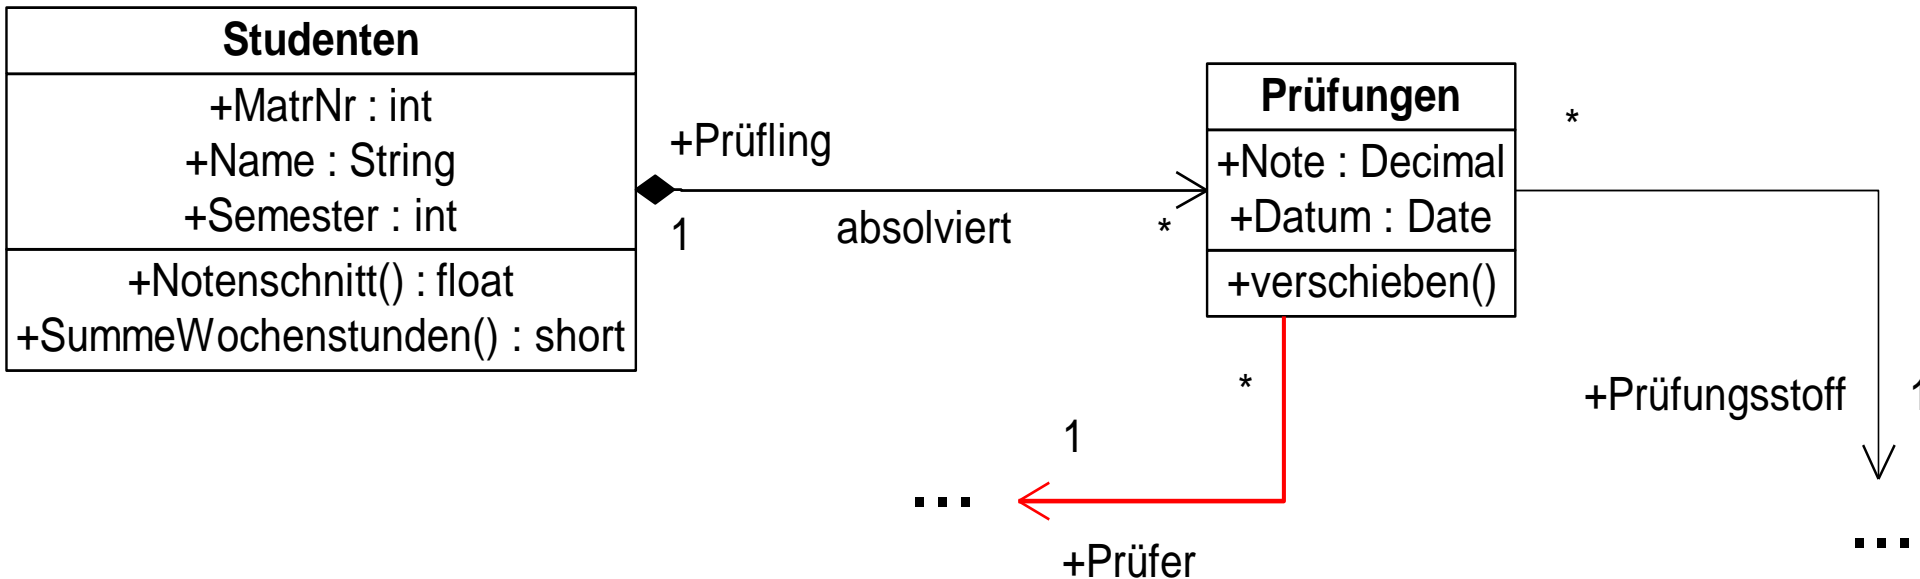 Studenten
+MatrNr : int
+Name : String
+Semester : int
+Notenschnitt() : float
+SummeWochenstunden() : short
+Prüfling
1
absolviert
*
Prüfungen
+Note : Decimal
+Datum : Date
+verschieben()
*
*
+Prüfungsstoff
1
1
...
+Prüfer
...